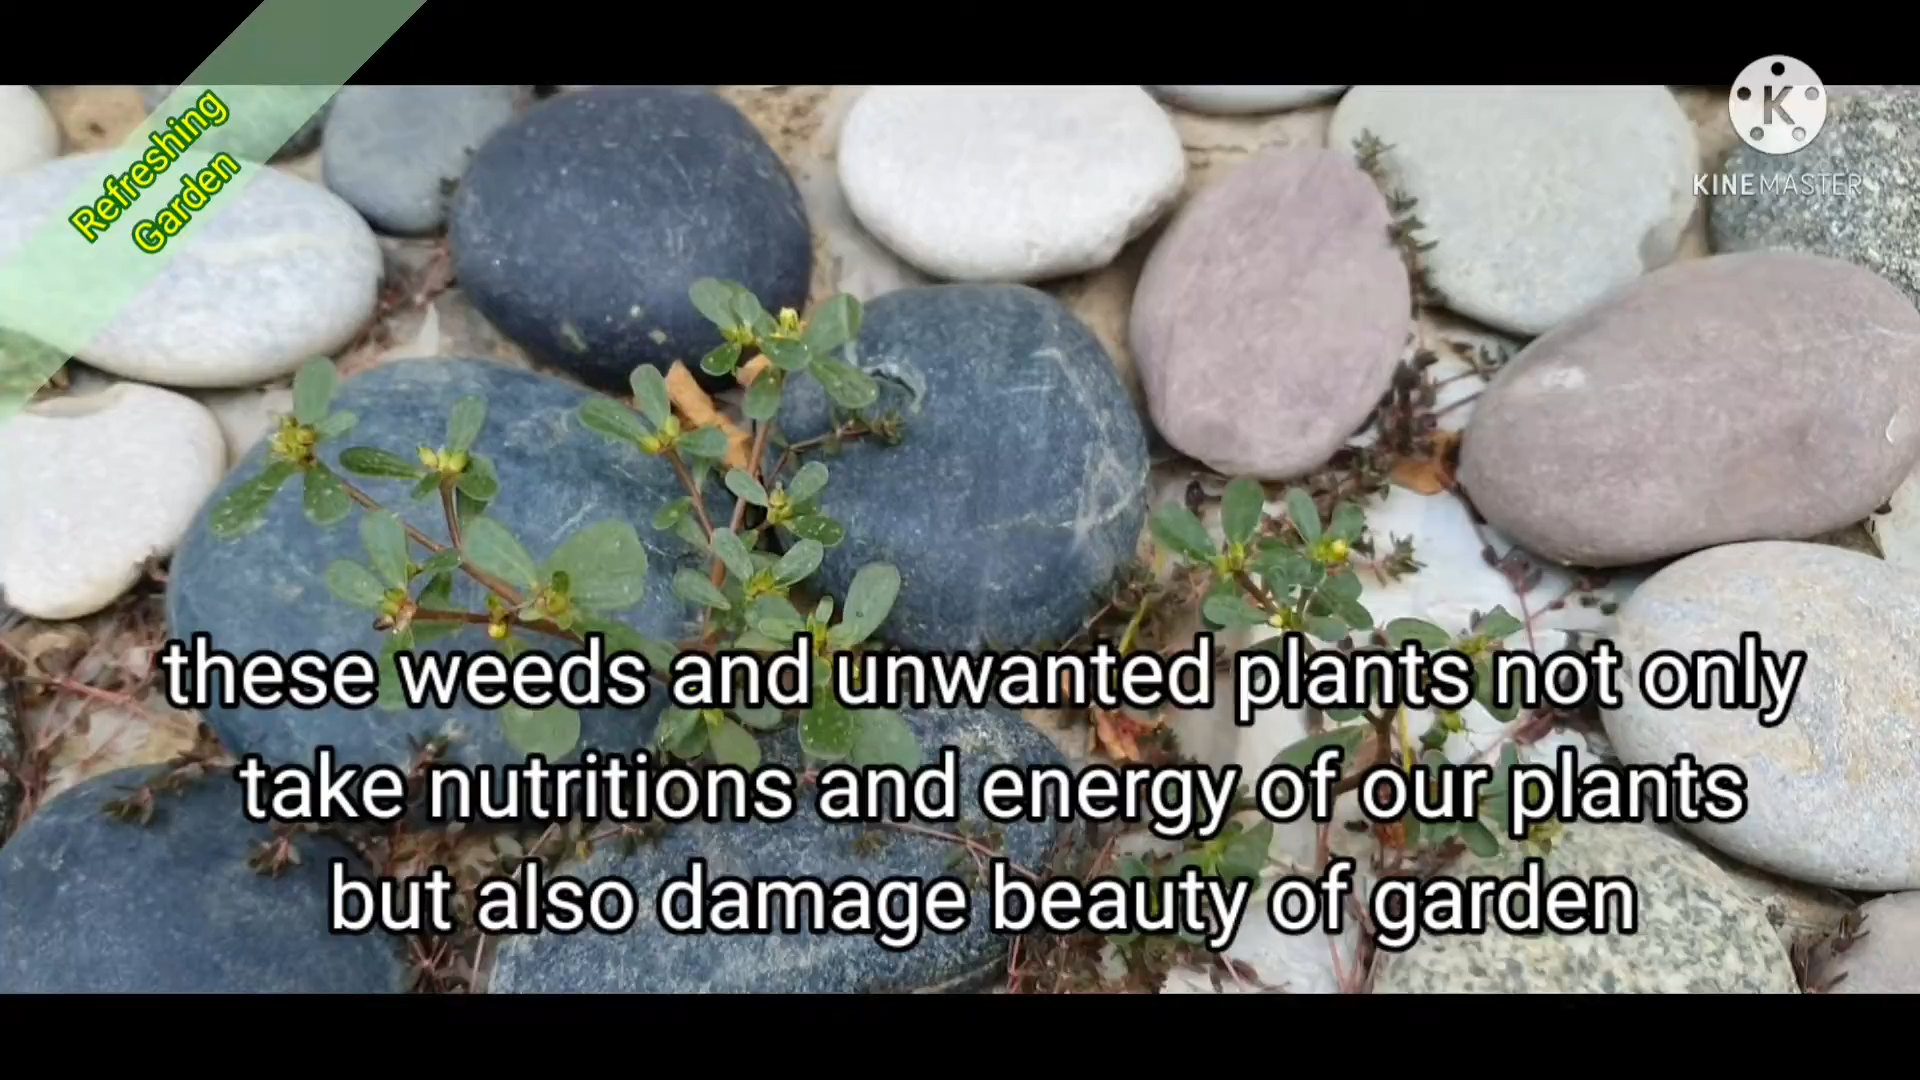 Refreshing
Garden
K
KINEMASTER
these weeds and unwanted plants not only
take nutritions and energy of our plants
but also damage beauty of garden